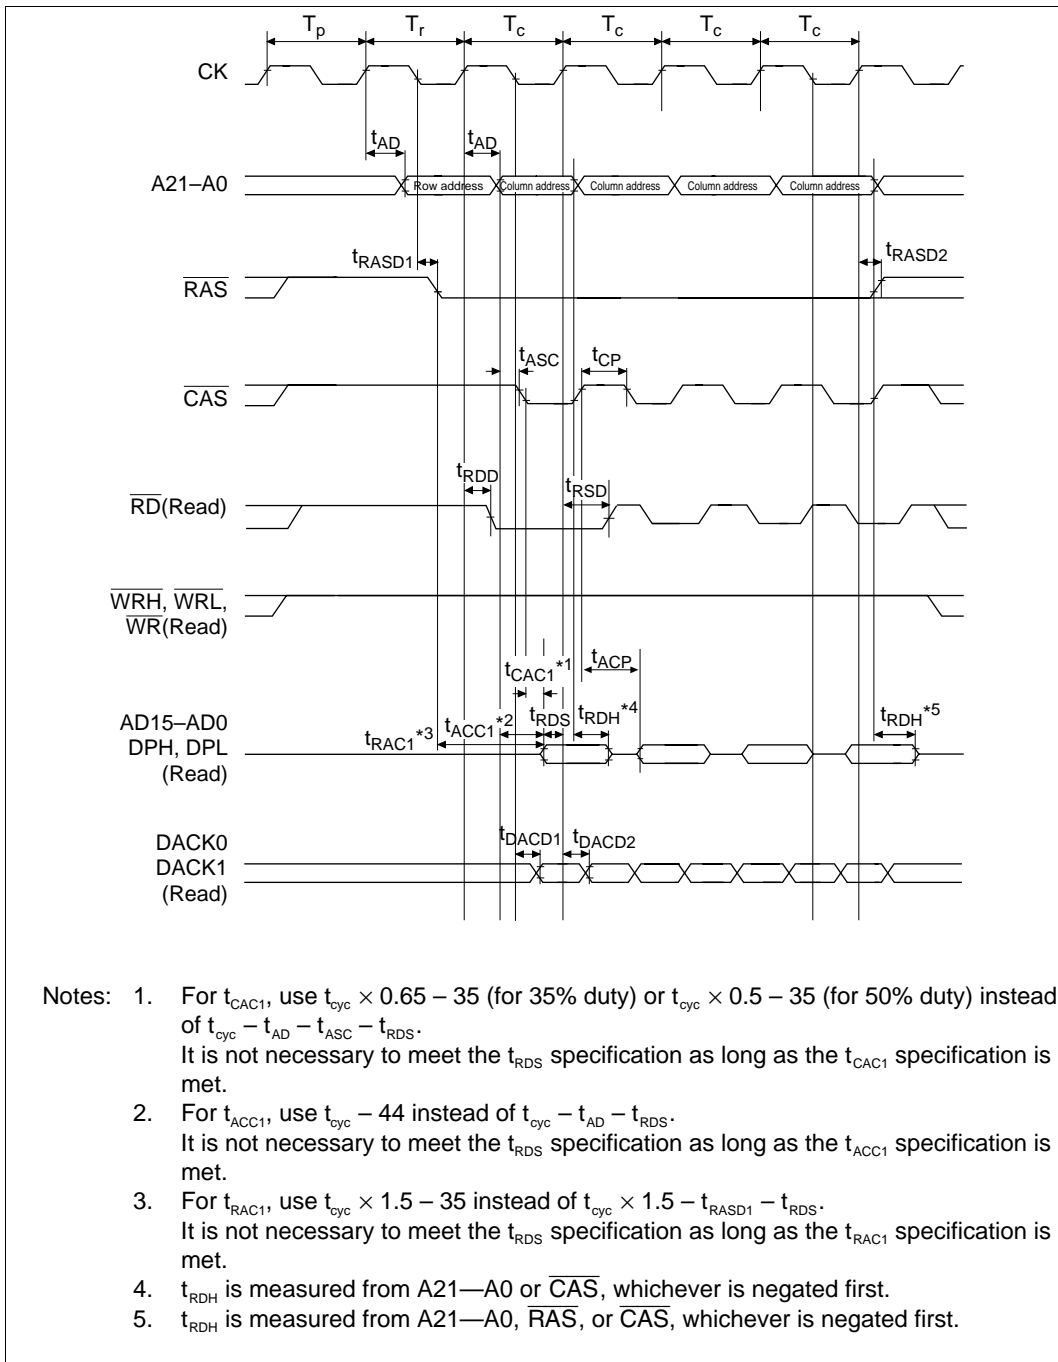 Tp Tr Tc Tc Tc Tc
CK
tAD tAD
A21–A0 Row address Column address Column address Column address Column address
tRASD1 tRASD2
RAS
tASC tCP
CAS
tRDD tRSD
RD(Read)
WRH, WRL,
WR(Read)
tCAC1*1 tACP
AD15–AD0
DPH, DPL
(Read)
tRAC1*3 tACC1*2 tRDS tRDH*4 tRDH*5
DACK0
DACK1
(Read)
tDACD1 tDACD2
Notes: 1. For tCAC1, use tcyc × 0.65 – 35 (for 35% duty) or tcyc × 0.5 – 35 (for 50% duty) instead
of tcyc – tAD – tASC – tRDS.
It is not necessary to meet the tRDS specification as long as the tCAC1 specification is
met.
2. For tACC1, use tcyc – 44 instead of tcyc – tAD – tRDS.
It is not necessary to meet the tRDS specification as long as the tACC1 specification is
met.
3. For tRAC1, use tcyc × 1.5 – 35 instead of tcyc × 1.5 – tRASD1 – tRDS.
It is not necessary to meet the tRDS specification as long as the tRAC1 specification is
met.
4. tRDH is measured from A21—A0 or CAS, whichever is negated first.
5. tRDH is measured from A21—A0, RAS, or CAS, whichever is negated first.